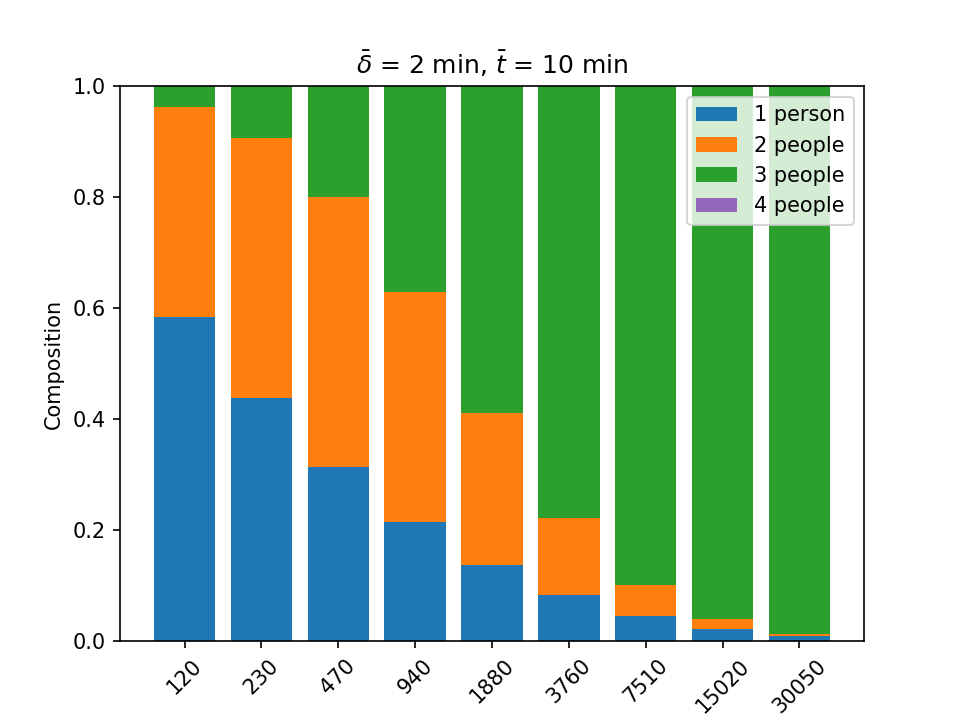 δ̄ = 2 min, t̄ = 10 min
1.0
0.8
0.6
0.4
0.2
0.0
Composition
1 person
2 people
3 people
4 people
120
230
470
940
1880
3760
7510
15020
30050